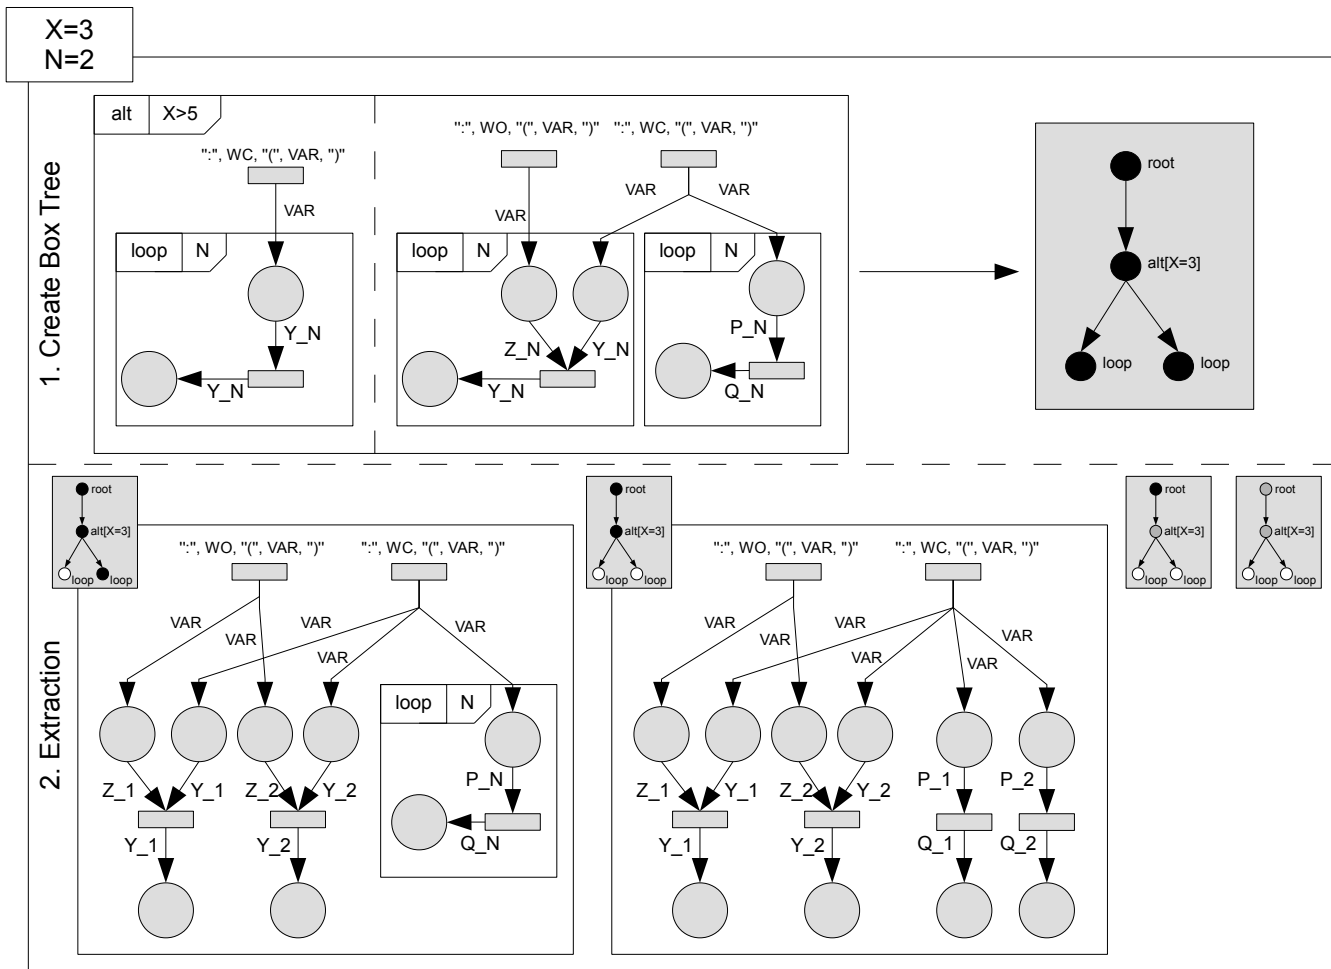 X=3
N=2
1. Create Box Tree
alt X>5
":", WC, "(", VAR, ")"
VAR
loop N
Y_N
Y_N
":", WO, "(", VAR, ")" ":", WC, "(", VAR, ")"
VAR VAR VAR
loop N
Z_N Y_N
Y_N
loop N
P_N
Q_N
root
alt[X=3]
loop loop
2. Extraction
root
alt[X=3]
loop loop
":", WO, "(", VAR, ")" ":", WC, "(", VAR, ")
VAR VAR VAR VAR
loop N
Z_1 Y_1 Z_2 Y_2
P_N
Y_1 Y_2 Q_N
root
alt[X=3]
loop loop
":", WO, "(", VAR, ")" ":", WC, "(", VAR, ")"
VAR VAR VAR VAR VAR
Z_1 Y_1 Z_2 Y_2 P_1 P_2
Y_1 Y_2 Q_1 Q_2
root
alt[X=3]
loop loop
root
alt[X=3]
loop loop